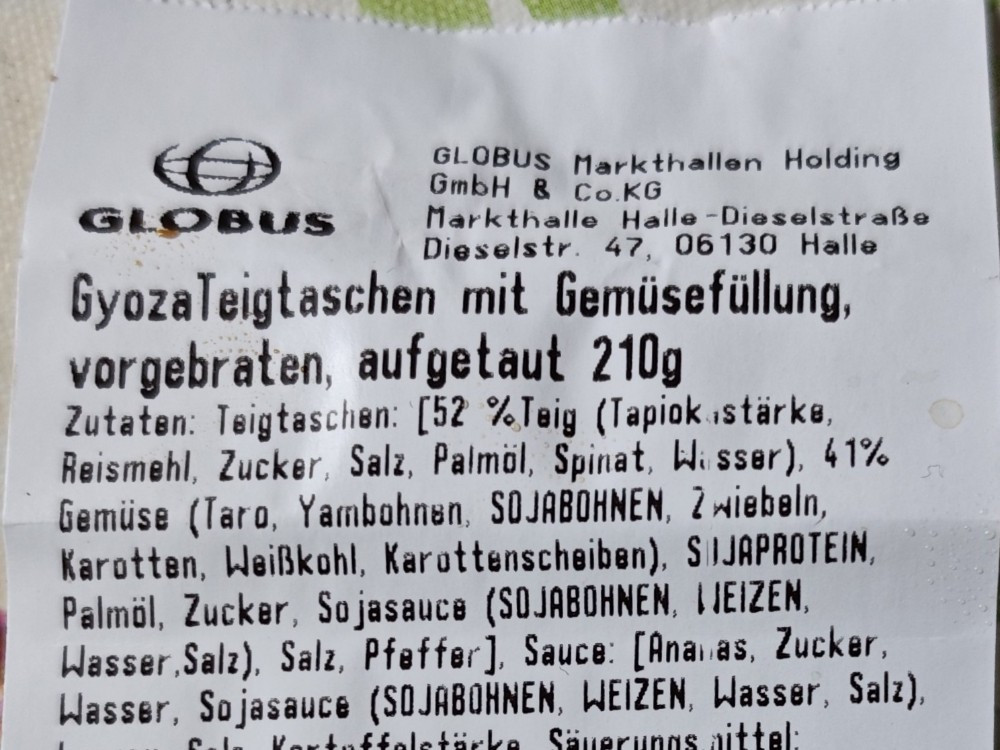 GLOBUS
GLOBUS Markthallen Holding
GmbH & Co.KG
Markthalle Halle-Dieselstraße
Dieselstr. 47, 06130 Halle
GyozaTeigtaschen mit Gemüsefüllung,
vorgebraten, aufgetaut 210g
Zutaten: Teigtaschen: [52 %Teig (Tapiokastärke,
Reismehl, Zucker, Salz, Palmöl, Spinat, Wasser), 41%
Gemüse (Taro, Yambohnen, SOJABOHNEN, Zwiebeln,
Karotten, Weißkohl, Karottenscheiben), SOJAPROTEIN,
Palmöl, Zucker, Sojasauce (SOJABOHNEN, WEIZEN,
Wasser,Salz), Salz, Pfeffer], Sauce: [Ananas, Zucker,
Wasser, Sojasauce (SOJABOHNEN, WEIZEN, Wasser, Salz),
Salz, Kartoffelstärke, Säuerungsmittel: